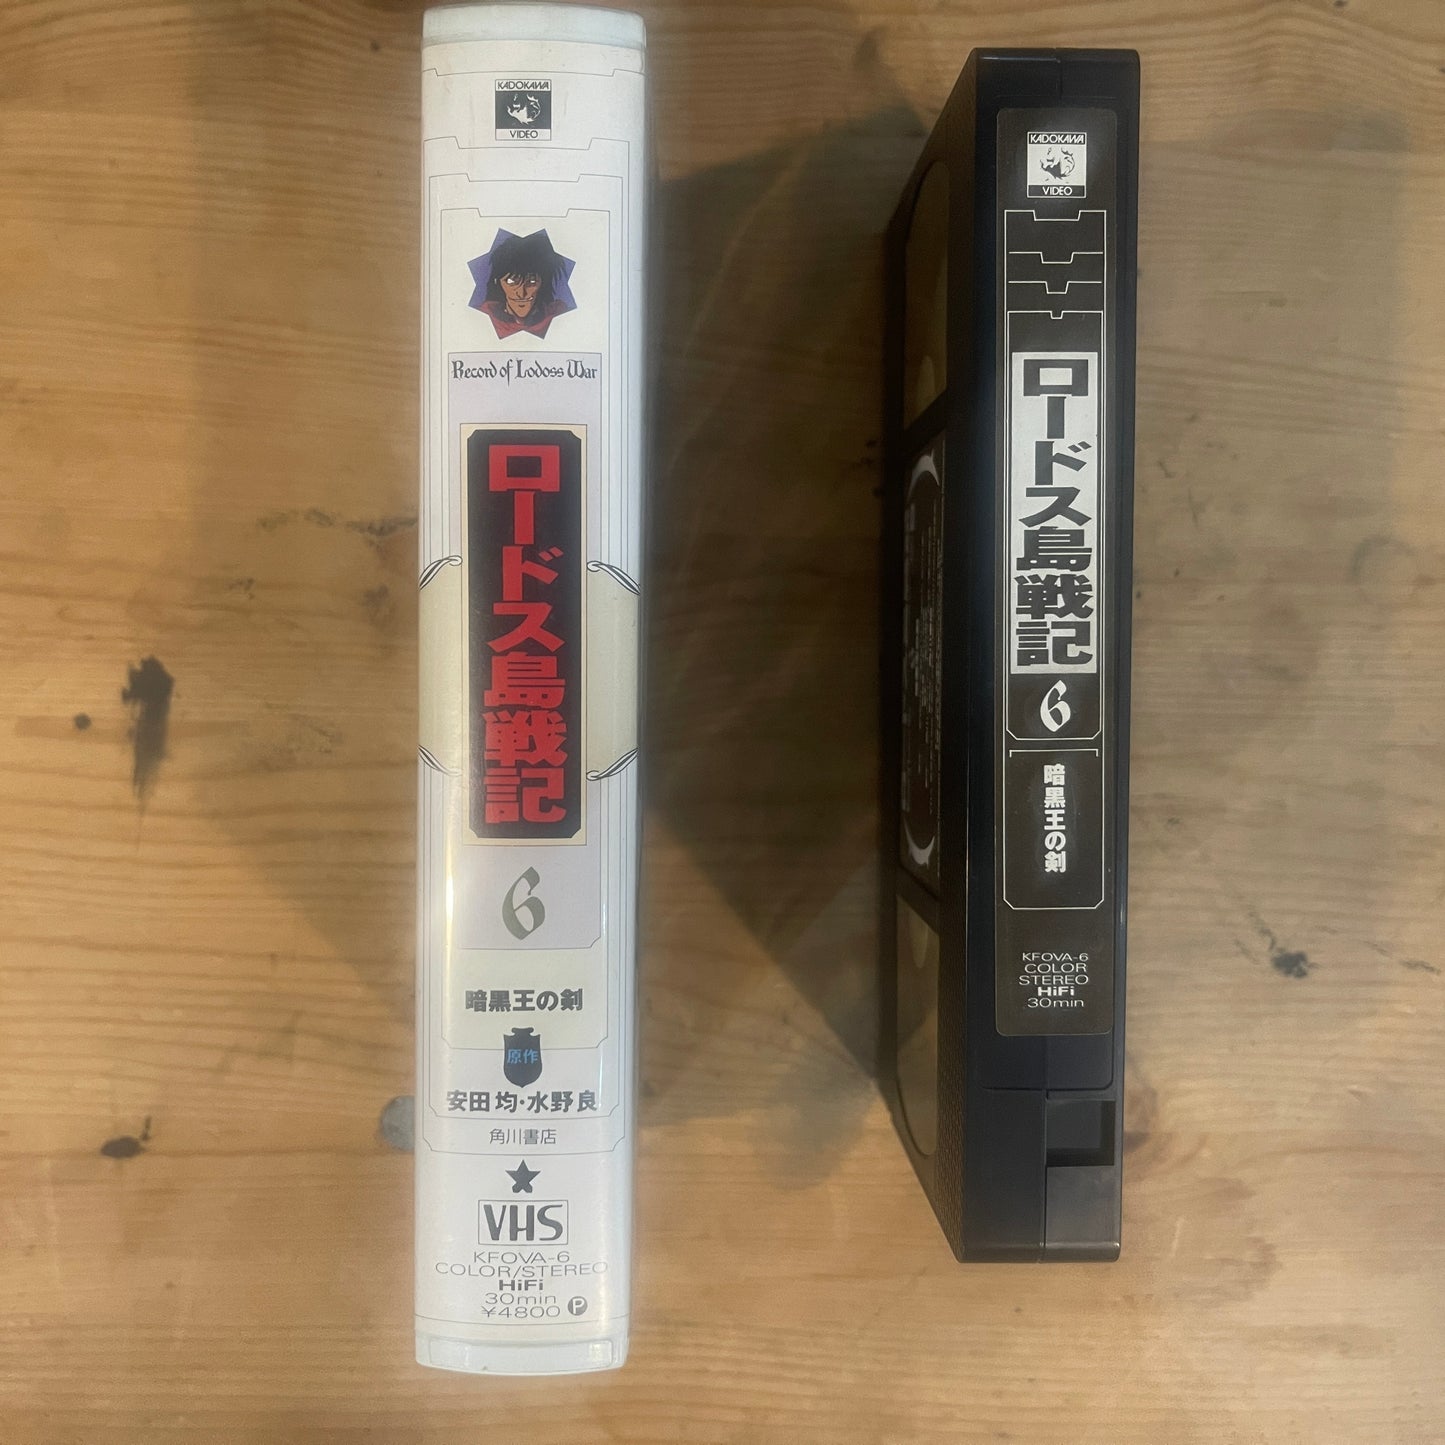 KADOKAWA
VIDEO
Record of Lodoss War
ロードス島戦記
6
暗黒王の剣
原作
安田 均・水野 良
角川書店
VHS
KFOVA-6
COLOR/STEREO
HiFi
30min
¥4800 P
KADOKAWA
VIDEO
ロードス島戦記
6
暗黒王の剣
KFOVA-6
COLOR
STEREO
HiFi
30min